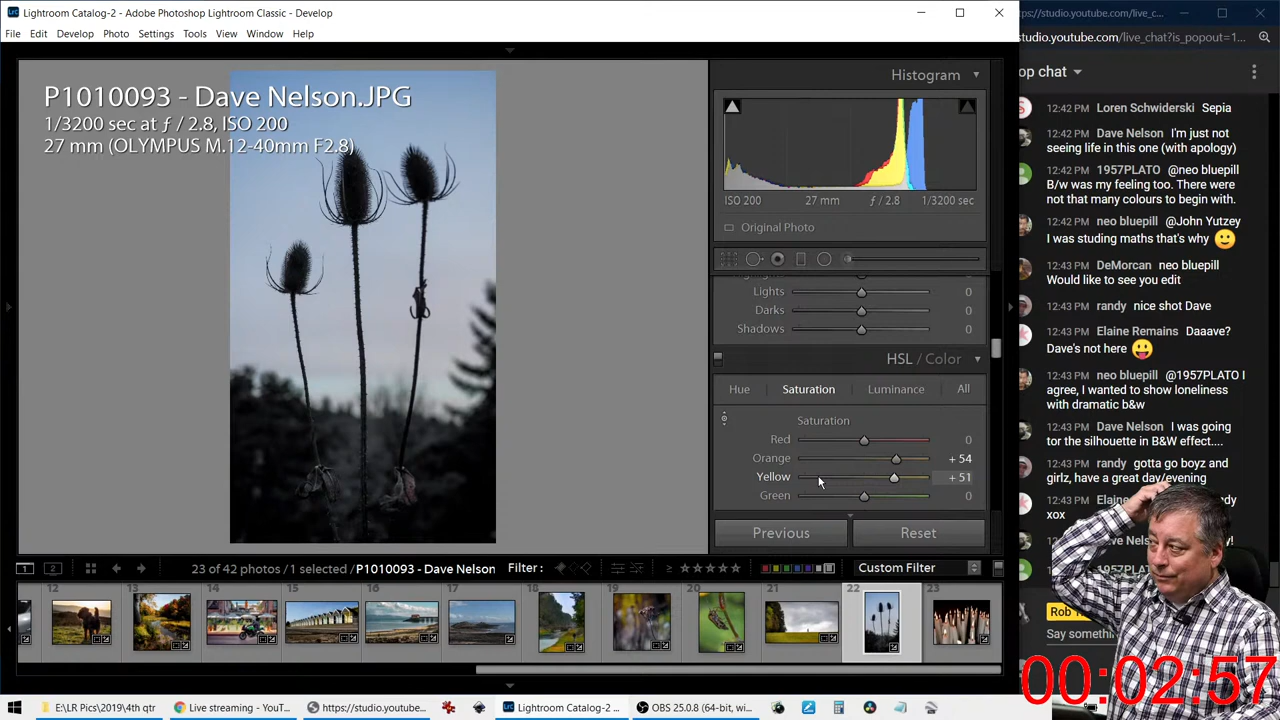 Lightroom Catalog-2 - Adobe Photoshop Lightroom Classic - Develop
File Edit Develop Photo Settings Tools View Window Help
P1010093 - Dave Nelson.JPG
1/3200 sec at ƒ / 2.8, ISO 200
27 mm (OLYMPUS M.12-40mm F2.8)
Histogram
ISO 200 27 mm ƒ / 2.8 1/3200 sec
Original Photo
Lights 0
Darks 0
Shadows 0
HSL / Color
Hue Saturation Luminance All
Saturation
Red 0
Orange + 54
Yellow + 51
Green 0
Previous Reset
1 2 23 of 42 photos / 1 selected / P1010093 - Dave Nelson Filter : Custom Filter
12 13 14 15 16 17 18 19 20 21 22 23
E:\LR Pics\2019\4th qtr
Live streaming - YouT...
https://studio.youtube...
Lightroom Catalog-2 ...
OBS 25.0.8 (64-bit, wi...
ttps://studio.youtube.com/live_c...
studio.youtube.com/live_chat?is_popout=1...
op chat
12:42 PM Loren Schwiderski Sepia
12:42 PM Dave Nelson I'm just not
seeing life in this one (with apology)
12:42 PM 1957PLATO @neo bluepill
B/w was my feeling too. There were
not that many colours to begin with.
12:42 PM neo bluepill @John Yutzey
I was studing maths that's why 🙂
12:43 PM DeMorcan neo bluepill
Would like to see you edit
12:43 PM randy nice shot Dave
12:43 PM Elaine Remains Daaave?
Dave's not here 😛
12:43 PM neo bluepill @1957PLATO I
agree, I wanted to show loneliness
with dramatic b&w
12:43 PM Dave Nelson I was going
tor the silhouette in B&W effect....
12:43 PM randy gotta go boyz and
girlz, have a great day/evening
xox
Say
00:02:57